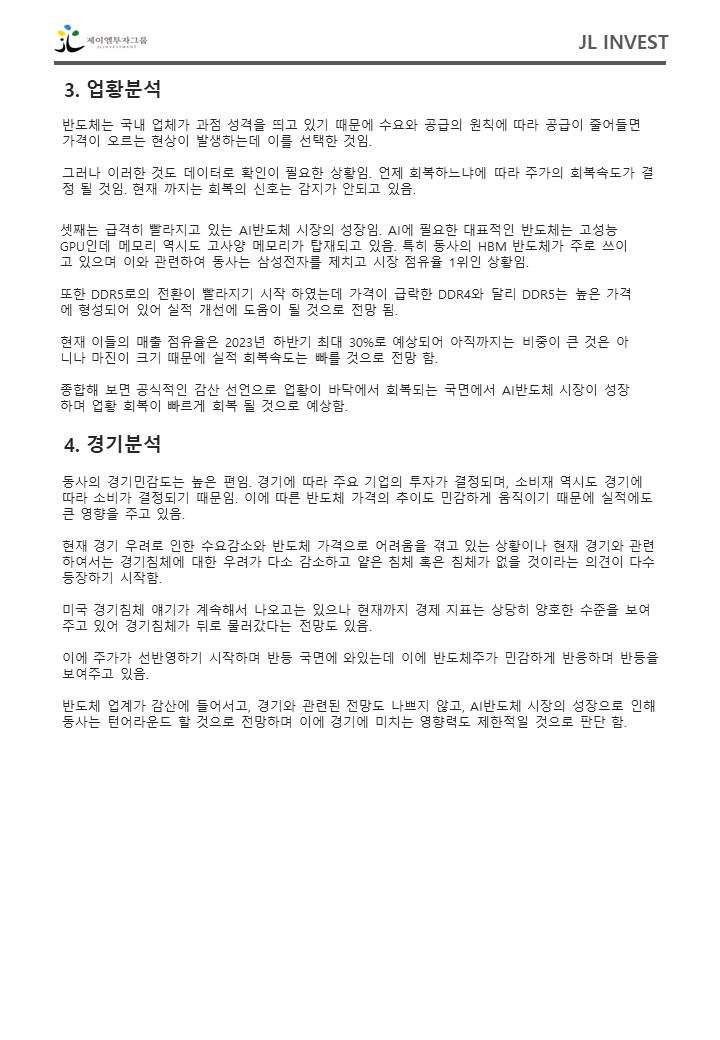 제이엘투자그룹
JLINVESTMENT
JL INVEST
3. 업황분석
반도체는 국내 업체가 과점 성격을 띄고 있기 때문에 수요와 공급의 원칙에 따라 공급이 줄어들면
가격이 오르는 현상이 발생하는데 이를 선택한 것임.
그러나 이러한 것도 데이터로 확인이 필요한 상황임. 언제 회복하느냐에 따라 주가의 회복속도가 결
정 될 것임. 현재 까지는 회복의 신호는 감지가 안되고 있음.
셋째는 급격히 빨라지고 있는 AI반도체 시장의 성장임. AI에 필요한 대표적인 반도체는 고성능
GPU인데 메모리 역시도 고사양 메모리가 탑재되고 있음. 특히 동사의 HBM 반도체가 주로 쓰이
고 있으며 이와 관련하여 동사는 삼성전자를 제치고 시장 점유율 1위인 상황임.
또한 DDR5로의 전환이 빨라지기 시작 하였는데 가격이 급락한 DDR4와 달리 DDR5는 높은 가격
에 형성되어 있어 실적 개선에 도움이 될 것으로 전망 됨.
현재 이들의 매출 점유율은 2023년 하반기 최대 30%로 예상되어 아직까지는 비중이 큰 것은 아
니나 마진이 크기 때문에 실적 회복속도는 빠를 것으로 전망 함.
종합해 보면 공식적인 감산 선언으로 업황이 바닥에서 회복되는 국면에서 AI반도체 시장이 성장
하며 업황 회복이 빠르게 회복 될 것으로 예상함.
4. 경기분석
동사의 경기민감도는 높은 편임. 경기에 따라 주요 기업의 투자가 결정되며, 소비재 역시도 경기에
따라 소비가 결정되기 때문임. 이에 따른 반도체 가격의 추이도 민감하게 움직이기 때문에 실적에도
큰 영향을 주고 있음.
현재 경기 우려로 인한 수요감소와 반도체 가격으로 어려움을 겪고 있는 상황이나 현재 경기와 관련
하여서는 경기침체에 대한 우려가 다소 감소하고 얕은 침체 혹은 침체가 없을 것이라는 의견이 다수
등장하기 시작함.
미국 경기침체 얘기가 계속해서 나오고는 있으나 현재까지 경제 지표는 상당히 양호한 수준을 보여
주고 있어 경기침체가 뒤로 물러갔다는 전망도 있음.
이에 주가가 선반영하기 시작하며 반등 국면에 와있는데 이에 반도체주가 민감하게 반응하며 반등을
보여주고 있음.
반도체 업계가 감산에 들어서고, 경기와 관련된 전망도 나쁘지 않고, AI반도체 시장의 성장으로 인해
동사는 턴어라운드 할 것으로 전망하며 이에 경기에 미치는 영향력도 제한적일 것으로 판단 함.